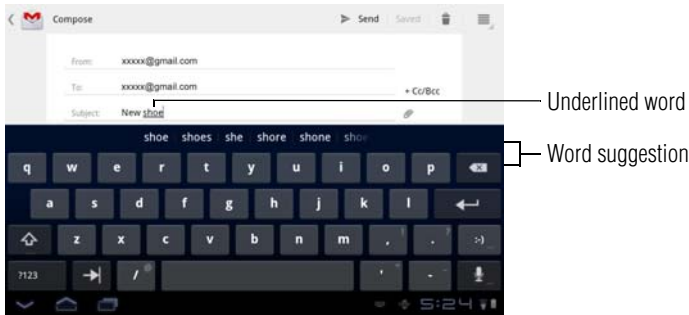 Compose
Send Saved
From: xxxxx@gmail.com
To: xxxxx@gmail.com
+ Cc/Bcc
Subject: New shoe
Underlined word
shoe shoes she shore shone sho
Word suggestion
q w e r t y u i o p
a s d f g h j k l
z x c v b n m , ! . ? :-)
?123 / @ ' " - _
5:24